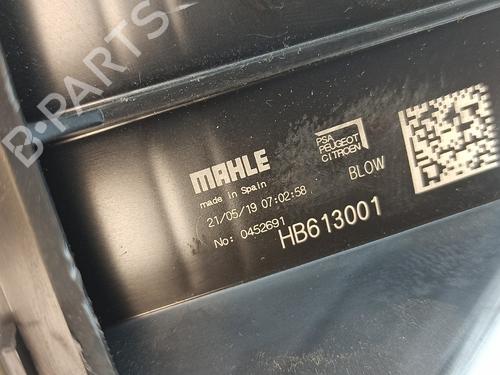 B-PARTS
MAHLE
made in Spain
21/05/19 07:02:58
No: 0452691
PSA
PEUGEOT
CITROEN
BLOW
HB613001